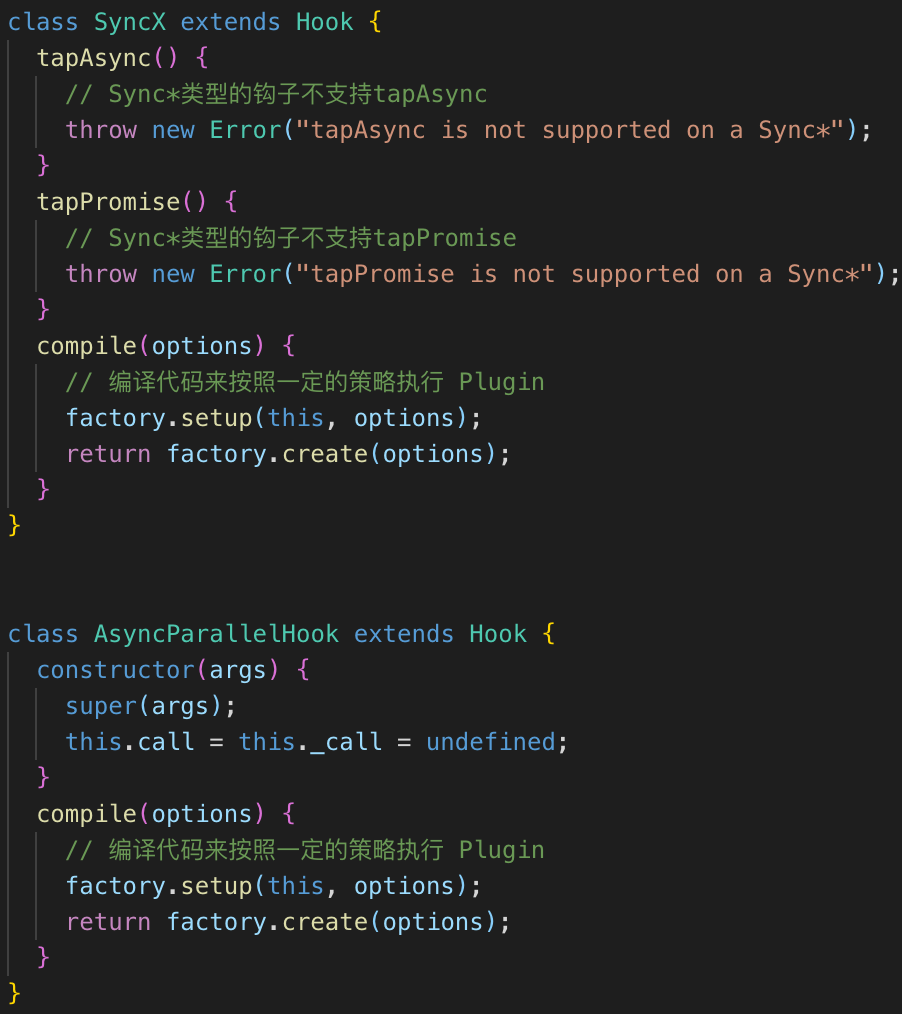 class SyncX extends Hook {
  tapAsync() {
    // Sync*类型的钩子不支持tapAsync
    throw new Error("tapAsync is not supported on a Sync*");
  }
  tapPromise() {
    // Sync*类型的钩子不支持tapPromise
    throw new Error("tapPromise is not supported on a Sync*");
  }
  compile(options) {
    // 编译代码来按照一定的策略执行 Plugin
    factory.setup(this, options);
    return factory.create(options);
  }
}
class AsyncParallelHook extends Hook {
  constructor(args) {
    super(args);
    this.call = this._call = undefined;
  }
  compile(options) {
    // 编译代码来按照一定的策略执行 Plugin
    factory.setup(this, options);
    return factory.create(options);
  }
}